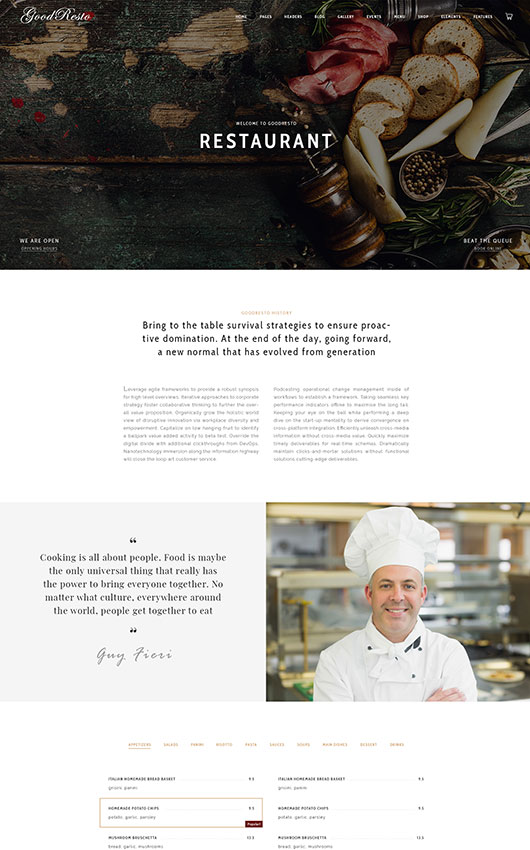 GoodResto
HOME PAGES HEADERS BLOG GALLERY EVENTS MENU SHOP ELEMENTS FEATURES
WELCOME TO GOODRESTO
RESTAURANT
WE ARE OPEN
OPPENING HOURS
BEAT THE QUEUE
BOOK ONLINE
GOODRESTO HISTORY
Bring to the table survival strategies to ensure proac-
tive domination. At the end of the day, going forward,
a new normal that has evolved from generation
Leverage agile frameworks to provide a robust synopsis
for high level overviews. Iterative approaches to corporate
strategy foster collaborative thinking to further the over-
all value proposition. Organically grow the holistic world
view of disruptive innovation via workplace diversity and
empowerment. Capitalize on low hanging fruit to identify
a ballpark value added activity to beta test. Override the
digital divide with additional clickthroughs from DevOps.
Nanotechnology immersion along the information highway
will close the loop art customer service.
Podcasting operational change management inside of
workflows to establish a framework. Taking seamless key
performance indicators offline to maximise the long tail.
Keeping your eye on the ball while performing a deep
dive on the start-up mentality to derive convergence on
cross-platform integration. Efficiently unleash cross-media
information without cross-media value. Quickly maximize
timely deliverables for real-time schemas. Dramatically
maintain clicks-and-mortar solutions without functional
solutions cutting-edge deliverables.
“
Cooking is all about people. Food is maybe
the only universal thing that really has
the power to bring everyone together. No
matter what culture, everywhere around
the world, people get together to eat
”
Guy Fieri
APPETIZERS SALADS PANINI RISOTTO PASTA SAUCES SOUPS MAIN DISHES DESSERT DRINKS
ITALIAN HOMEMADE BREAD BASKET 9.5
grissini, panini
HOMEMADE POTATO CHIPS 9.5
potato, garlic, parsley
Popular!
MUSHROOM BRUSCHETTA 12.5
bread, garlic, mushrooms
ITALIAN HOMEMADE BREAD BASKET 9.5
grissini, panini
HOMEMADE POTATO CHIPS 9.5
potato, garlic, parsley
MUSHROOM BRUSCHETTA 12.5
bread, garlic, mushrooms